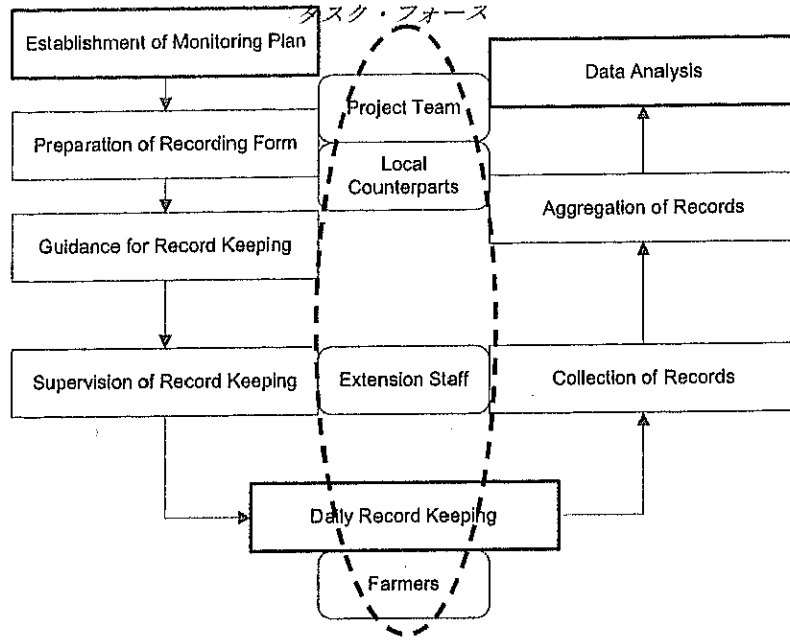 タスク・フォース
Establishment of Monitoring Plan
Project Team
Data Analysis
Preparation of Recording Form
Local
Counterparts
Guidance for Record Keeping
Aggregation of Records
Supervision of Record Keeping
Extension Staff
Collection of Records
Daily Record Keeping
Farmers